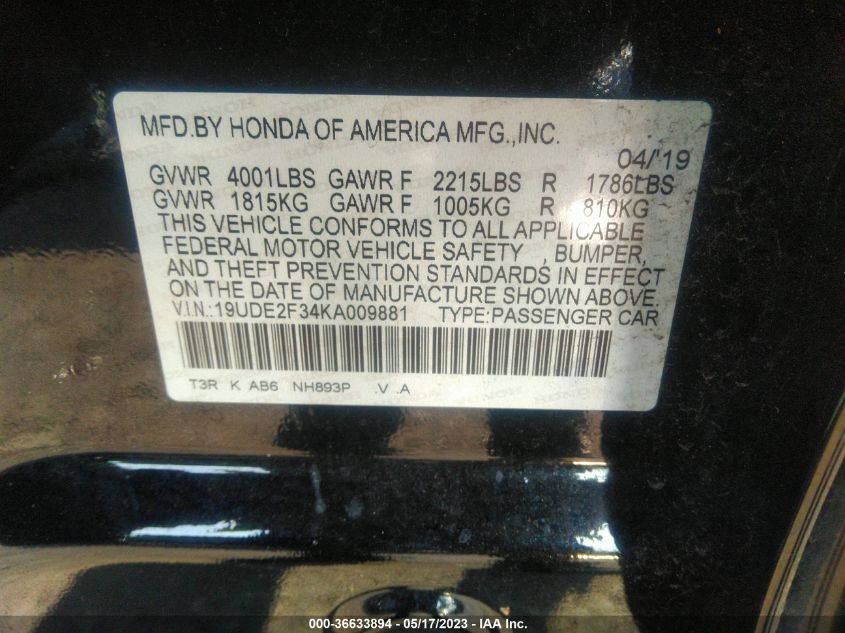 MFD.BY HONDA OF AMERICA MFG.,INC.
04/'19
GVWR 4001LBS GAWR F 2215LBS R 1786LBS
GVWR 1815KG GAWR F 1005KG R 810KG
THIS VEHICLE CONFORMS TO ALL APPLICABLE
FEDERAL MOTOR VEHICLE SAFETY , BUMPER,
AND THEFT PREVENTION STANDARDS IN EFFECT
ON THE DATE OF MANUFACTURE SHOWN ABOVE.
V.I.N.:19UDE2F34KA009881 TYPE:PASSENGER CAR
T3R K AB6 NH893P .V .A
000-36633894 - 05/17/2023 - IAA Inc.